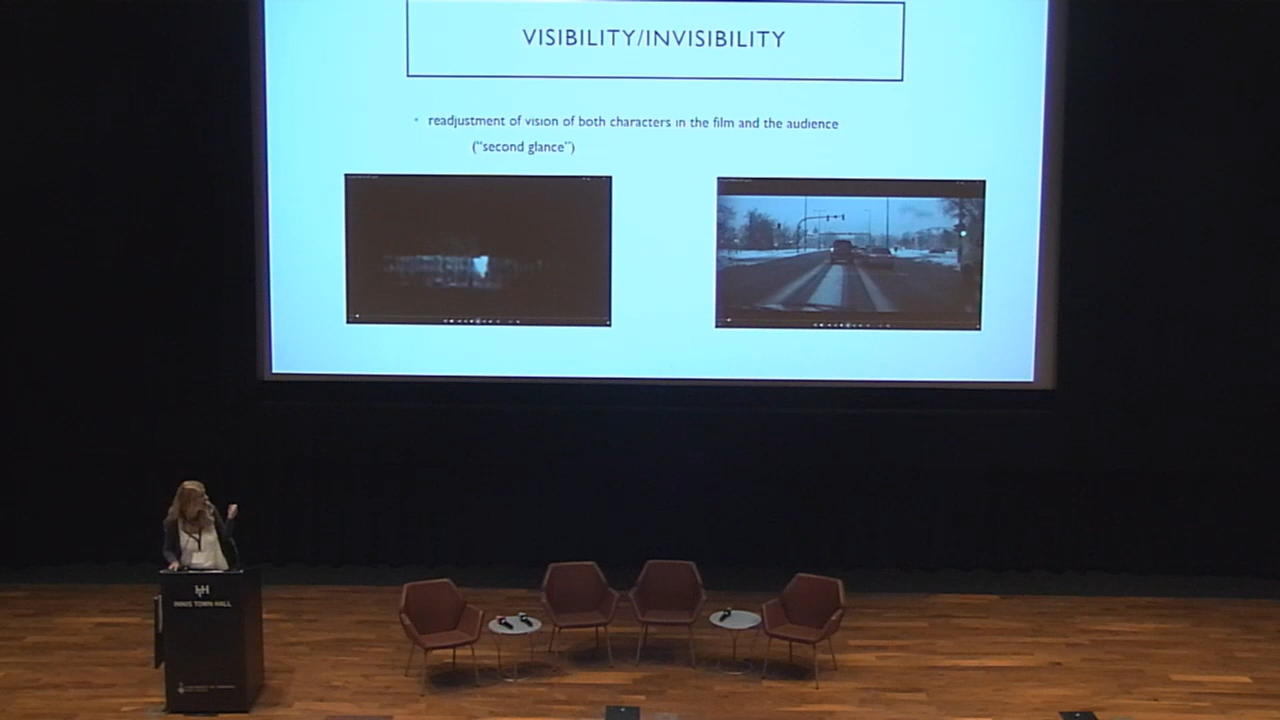 VISIBILITY/INVISIBILITY
• readjustment of vision of both characters in the film and the audience
("second glance")
INNIS TOWN HALL